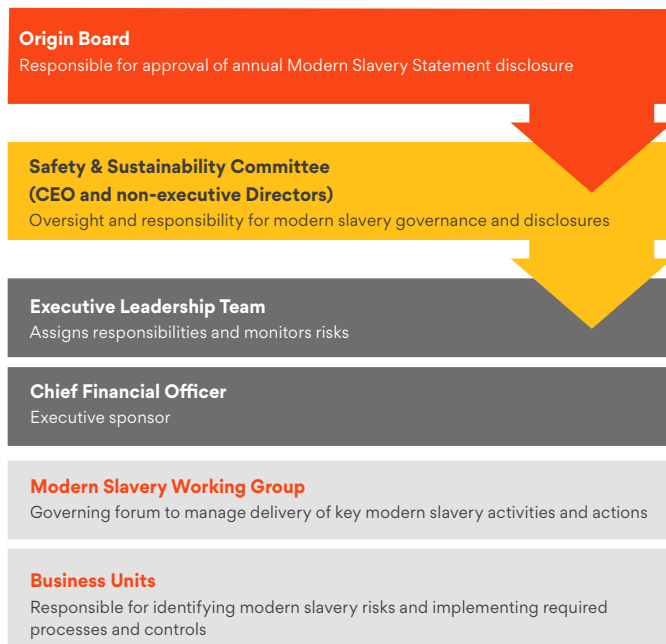 Origin Board
Responsible for approval of annual Modern Slavery Statement disclosure
Safety & Sustainability Committee
(CEO and non-executive Directors)
Oversight and responsibility for modern slavery governance and disclosures
Executive Leadership Team
Assigns responsibilities and monitors risks
Chief Financial Officer
Executive sponsor
Modern Slavery Working Group
Governing forum to manage delivery of key modern slavery activities and actions
Business Units
Responsible for identifying modern slavery risks and implementing required
processes and controls